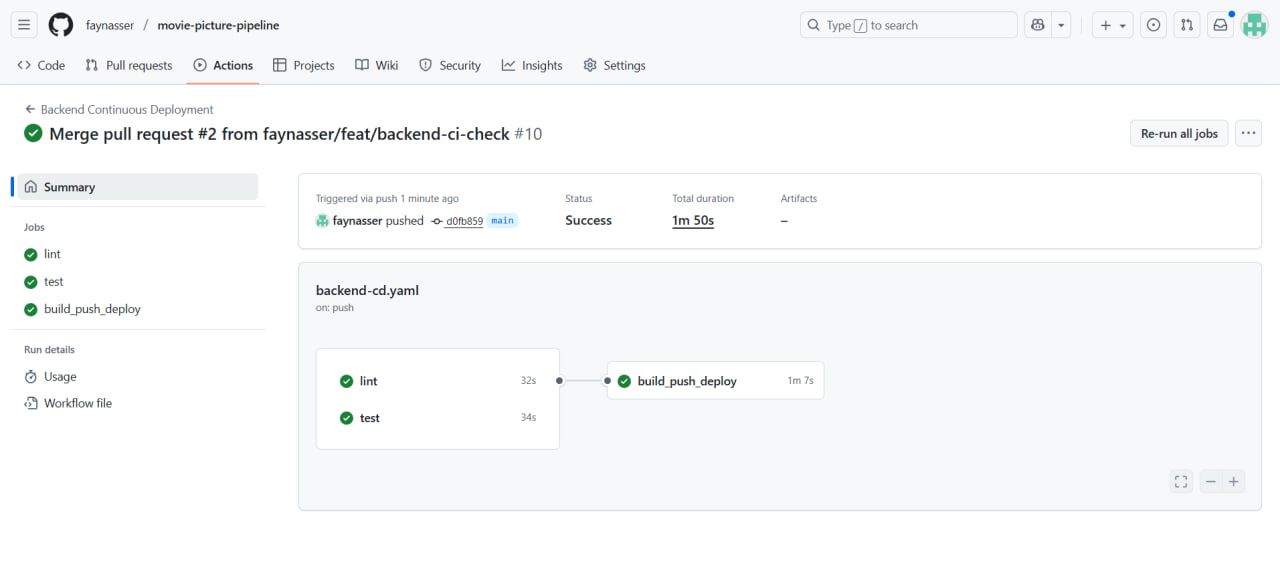 faynasser / movie-picture-pipeline
Type / to search
Code
Pull requests
Actions
Projects
Wiki
Security
Insights
Settings
Backend Continuous Deployment
Merge pull request #2 from faynasser/feat/backend-ci-check #10
Re-run all jobs
Summary
Jobs
lint
test
build_push_deploy
Run details
Usage
Workflow file
Triggered via push 1 minute ago
faynasser pushed d0fb859 main
Status
Success
Total duration
1m 50s
Artifacts
–
backend-cd.yaml
on: push
lint 32s
test 34s
build_push_deploy 1m 7s